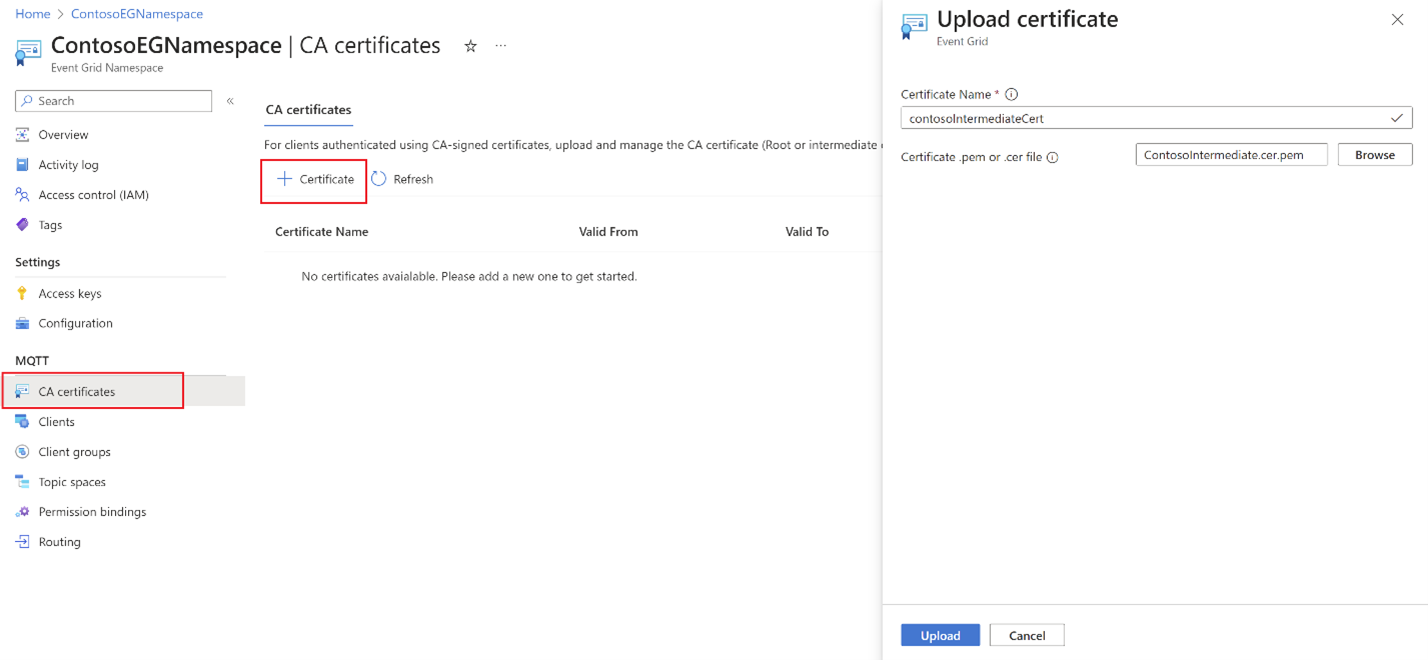 Home > ContosoEGNamespace
ContosoEGNamespace | CA certificates
Event Grid Namespace
Search
Overview
Activity log
Access control (IAM)
Tags
Settings
Access keys
Configuration
MQTT
CA certificates
Clients
Client groups
Topic spaces
Permission bindings
Routing
CA certificates
For clients authenticated using CA-signed certificates, upload and manage the CA certificate (Root or intermediate
+ Certificate Refresh
Certificate Name Valid From Valid To
No certificates avaialable. Please add a new one to get started.
Upload certificate
Event Grid
Certificate Name *
contosoIntermediateCert
Certificate .pem or .cer file ContosoIntermediate.cer.pem Browse
Upload Cancel